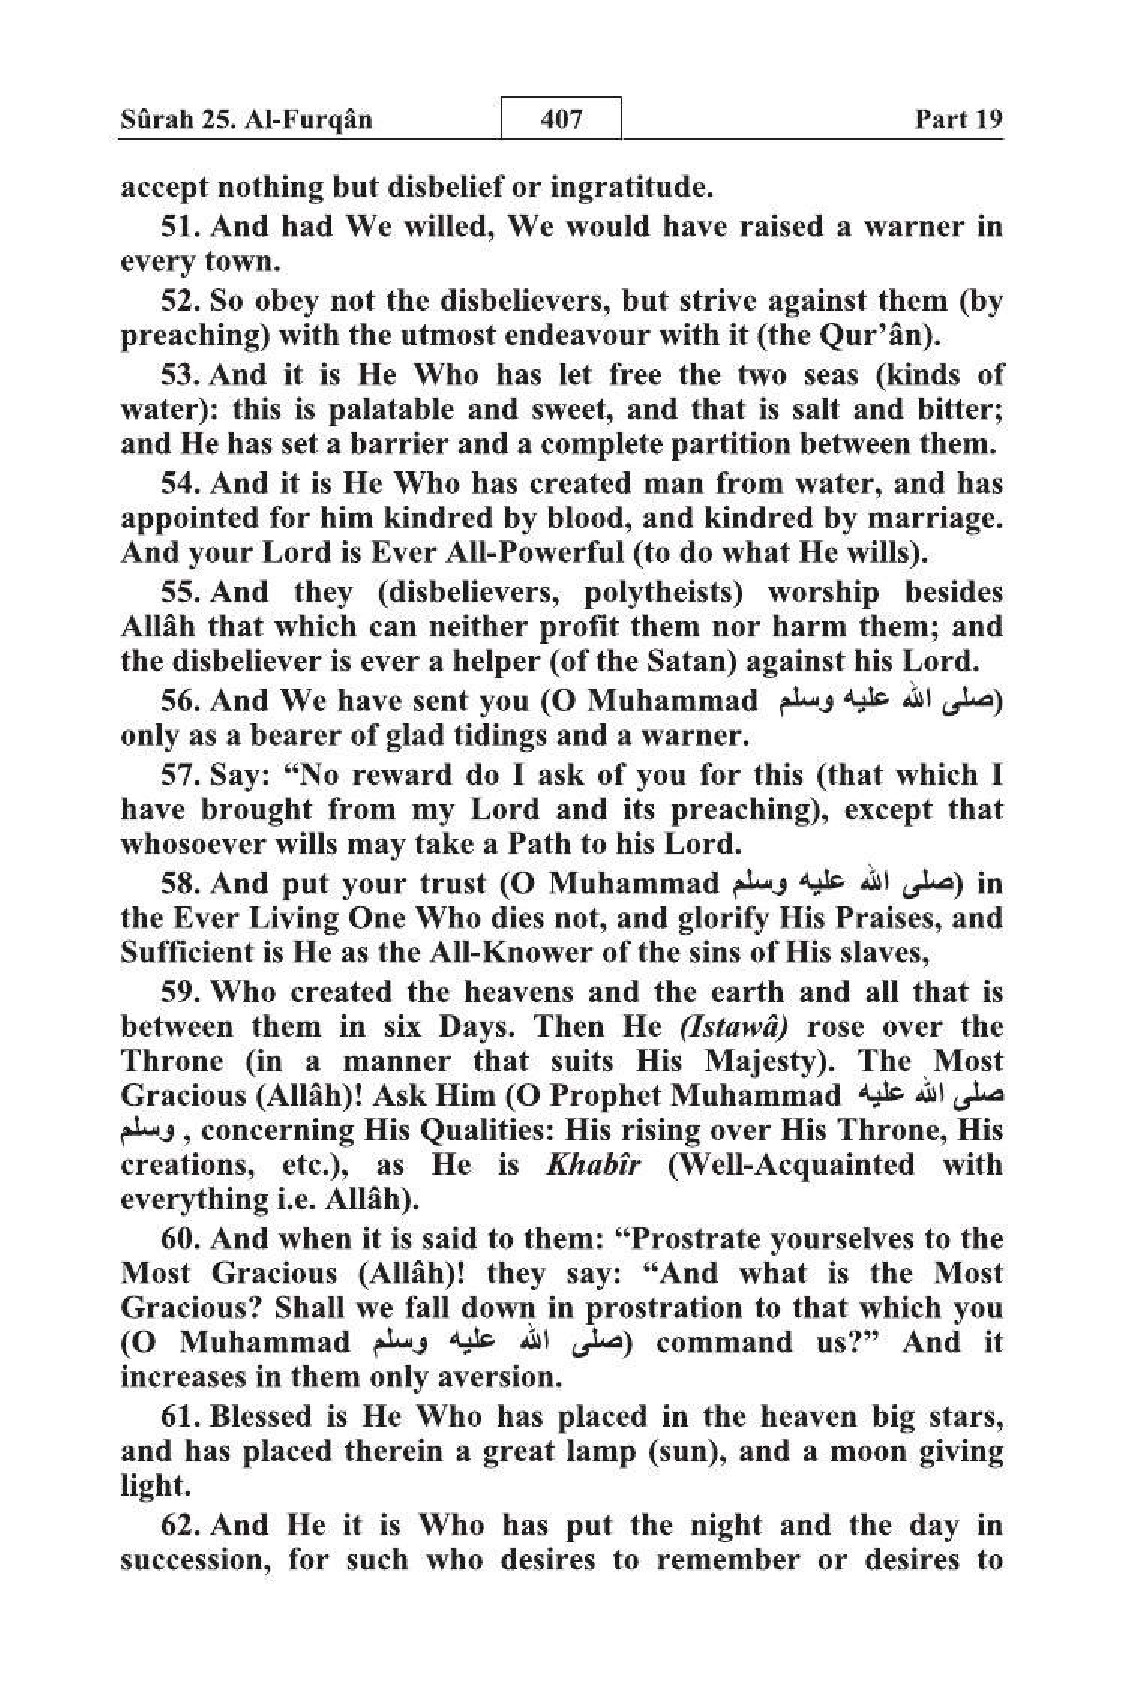 Sûrah 25. Al-Furqân 407 Part 19
accept nothing but disbelief or ingratitude.
51. And had We willed, We would have raised a warner in
every town.
52. So obey not the disbelievers, but strive against them (by
preaching) with the utmost endeavour with it (the Qur’ân).
53. And it is He Who has let free the two seas (kinds of
water): this is palatable and sweet, and that is salt and bitter;
and He has set a barrier and a complete partition between them.
54. And it is He Who has created man from water, and has
appointed for him kindred by blood, and kindred by marriage.
And your Lord is Ever All-Powerful (to do what He wills).
55. And they (disbelievers, polytheists) worship besides
Allâh that which can neither profit them nor harm them; and
the disbeliever is ever a helper (of the Satan) against his Lord.
56. And We have sent you (O Muhammad صلى الله عليه وسلم)
only as a bearer of glad tidings and a warner.
57. Say: “No reward do I ask of you for this (that which I
have brought from my Lord and its preaching), except that
whosoever wills may take a Path to his Lord.
58. And put your trust (O Muhammad صلى الله عليه وسلم) in
the Ever Living One Who dies not, and glorify His Praises, and
Sufficient is He as the All-Knower of the sins of His slaves,
59. Who created the heavens and the earth and all that is
between them in six Days. Then He (Istawâ) rose over the
Throne (in a manner that suits His Majesty). The Most
Gracious (Allâh)! Ask Him (O Prophet Muhammad صلى الله عليه
وسلم , concerning His Qualities: His rising over His Throne, His
creations, etc.), as He is Khabîr (Well-Acquainted with
everything i.e. Allâh).
60. And when it is said to them: “Prostrate yourselves to the
Most Gracious (Allâh)! they say: “And what is the Most
Gracious? Shall we fall down in prostration to that which you
(O Muhammad صلى الله عليه وسلم) command us?” And it
increases in them only aversion.
61. Blessed is He Who has placed in the heaven big stars,
and has placed therein a great lamp (sun), and a moon giving
light.
62. And He it is Who has put the night and the day in
succession, for such who desires to remember or desires to